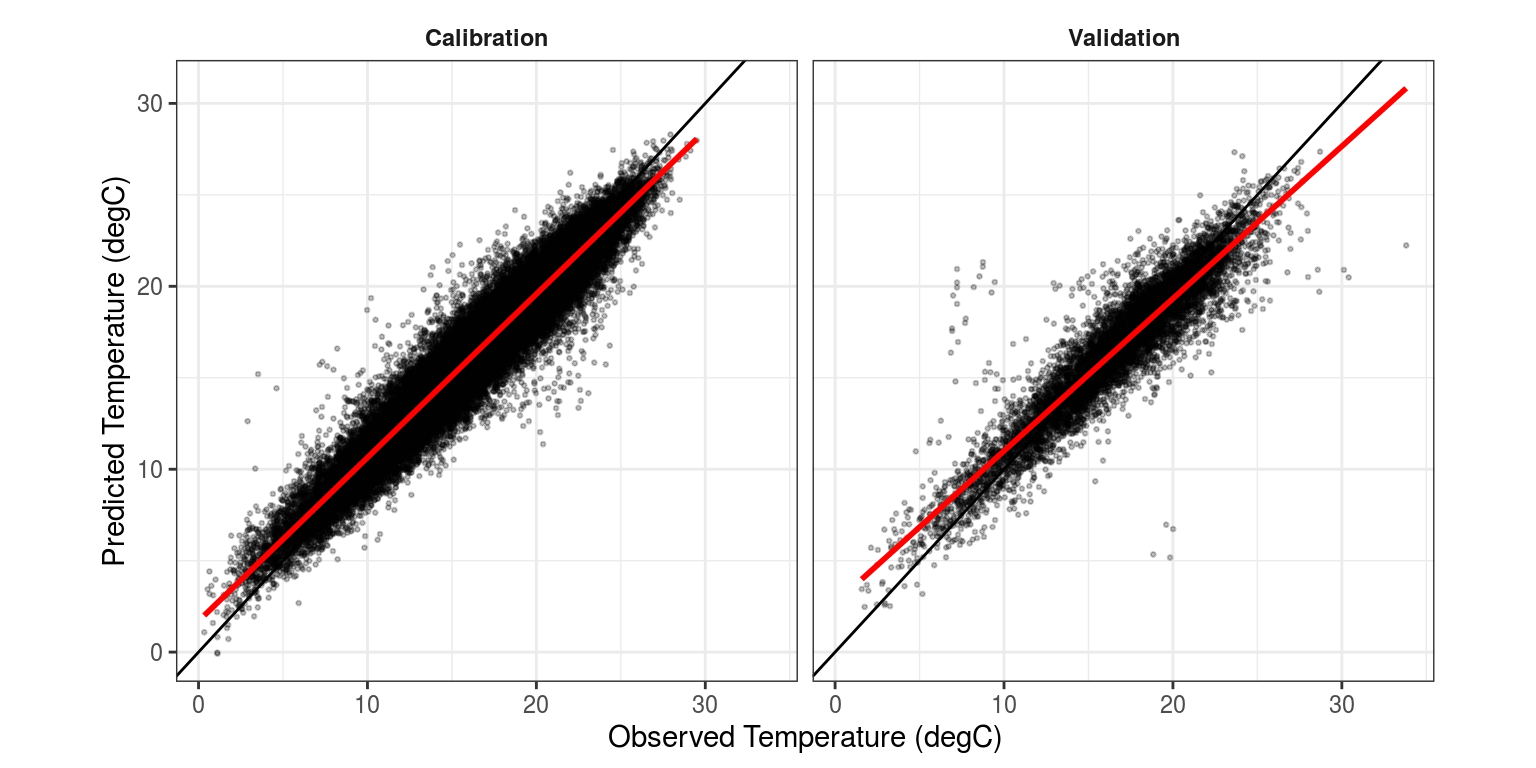 Calibration
Validation
Predicted Temperature (degC)
30
20
10
0
0 10 20 30
0 10 20 30
Observed Temperature (degC)